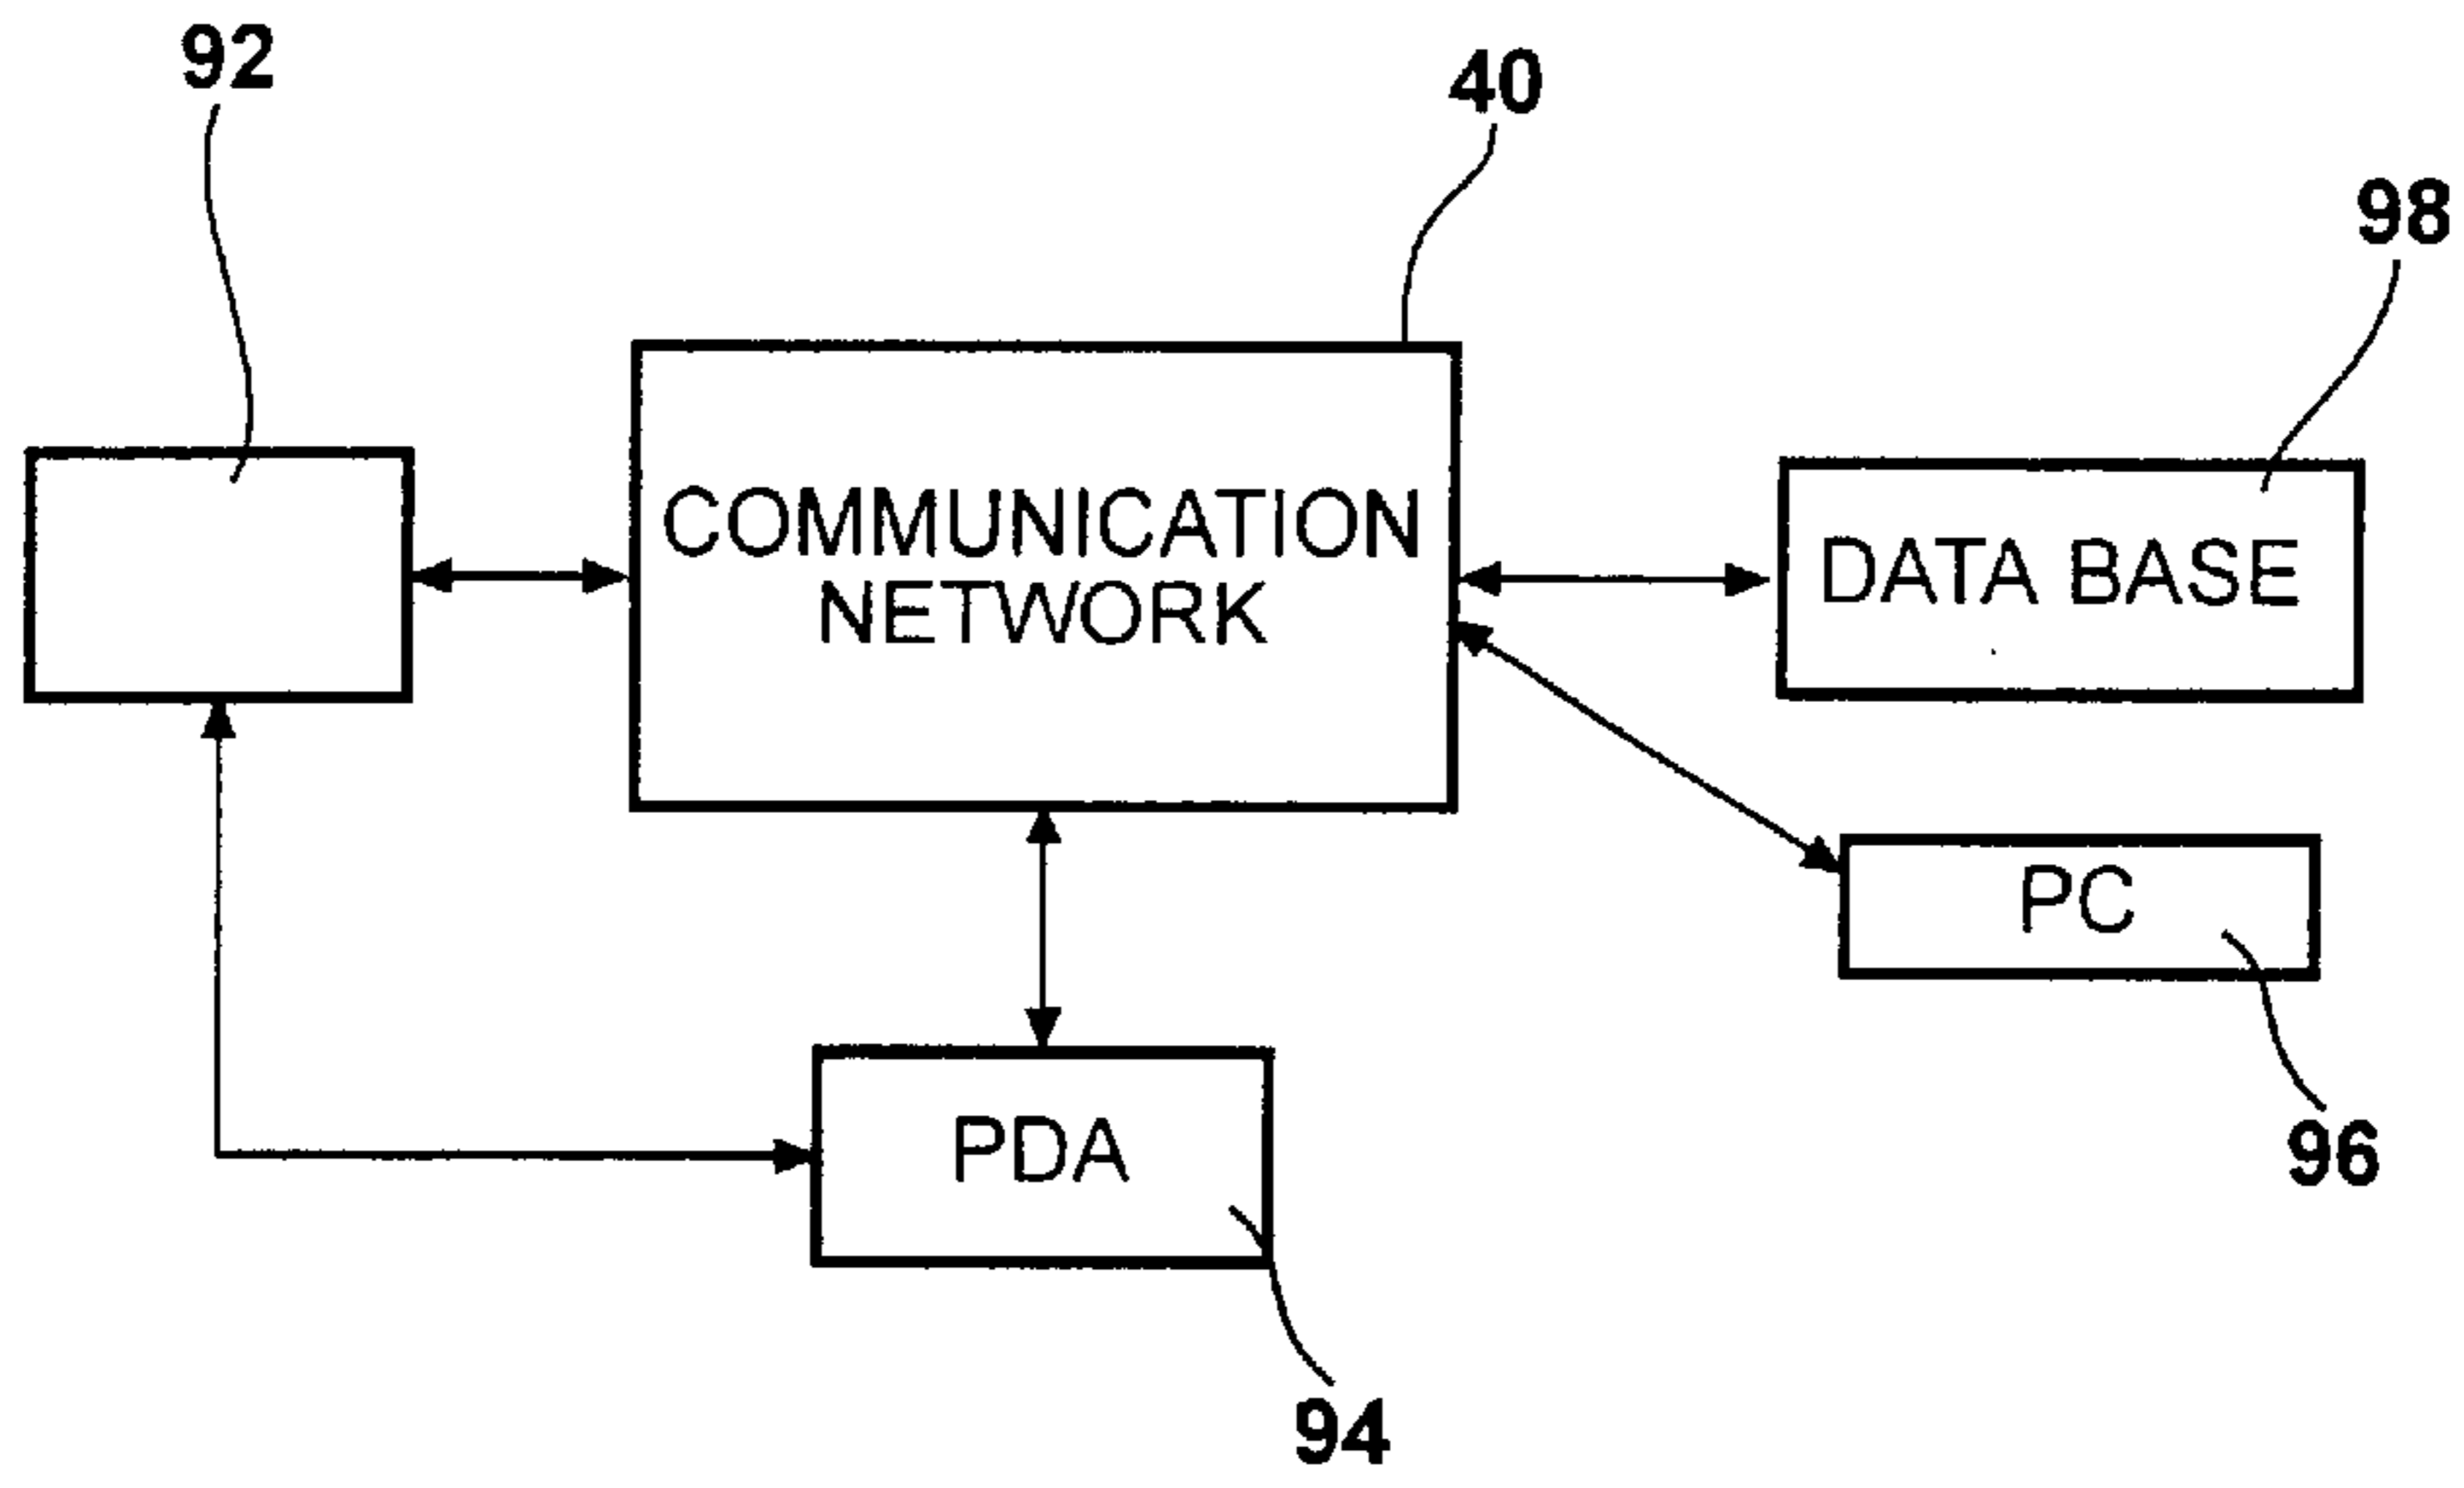 92
40
98
COMMUNICATION
NETWORK
DATA BASE
PC
PDA
96
94